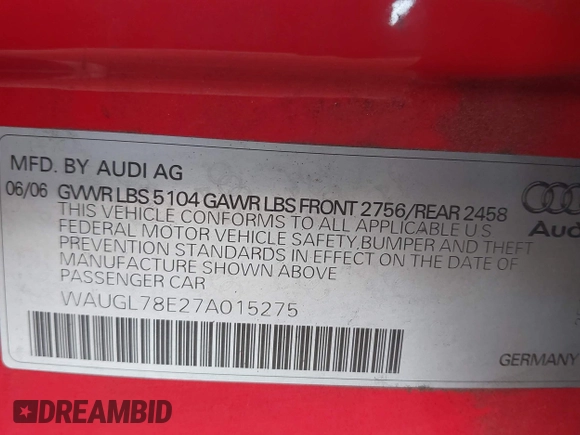 MFD. BY AUDI AG
06/06 GVWR LBS 5104 GAWR LBS FRONT 2756/REAR 2458
THIS VEHICLE CONFORMS TO ALL APPLICABLE U S
FEDERAL MOTOR VEHICLE SAFETY,BUMPER AND THEFT
PREVENTION STANDARDS IN EFFECT ON THE DATE OF
MANUFACTURE SHOWN ABOVE
PASSENGER CAR
WAUGL78E27A015275
Aud
GERMANY
DREAMBID